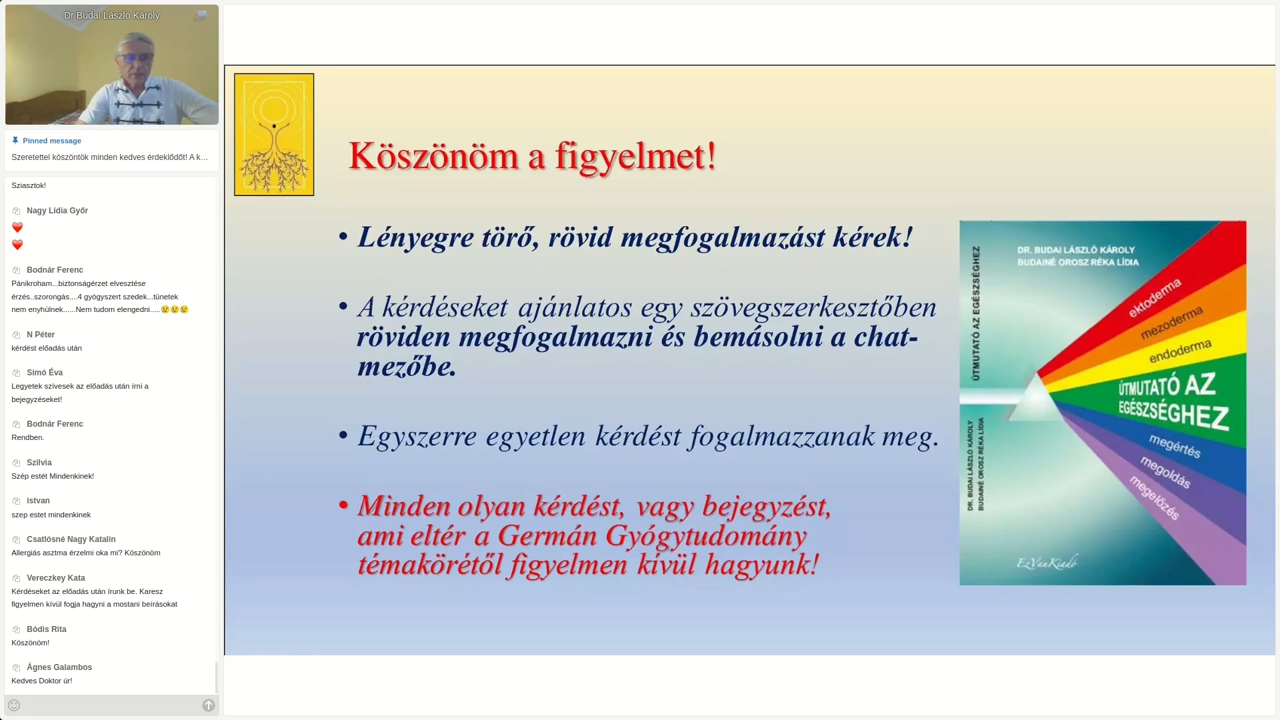 Dr Budai László Károly
Pinned message
Szeretettel köszöntök minden kedves érdeklődőt! A k…
Sziasztok!
Nagy Lídia Győr
❤️
❤️
Bodnár Ferenc
Pánikroham...biztonságérzet elvesztése
érzés..szorongás....4 gyógyszert szedek...tünetek
nem enyhülnek......Nem tudom elengedni.....😢😢😢
N Péter
kérdést előadás után
Simó Éva
Legyetek szívesek az előadás után írni a
bejegyzéseket!
Bodnár Ferenc
Rendben.
Szilvia
Szép estét Mindenkinek!
istvan
szep estet mindenkinek
Csatlósné Nagy Katalin
Allergiás asztma érzelmi oka mi? Köszönöm
Vereczkey Kata
Kérdéseket az előadás után írunk be. Karesz
figyelmen kívül fogja hagyni a mostani beírásokat
Bódis Rita
Köszönöm!
Ágnes Galambos
Kedves Doktor úr!
Köszönöm a figyelmet!
• Lényegre törő, rövid megfogalmazást kérek!
• A kérdéseket ajánlatos egy szövegszerkesztőben
röviden megfogalmazni és bemásolni a chat-
mezőbe.
• Egyszerre egyetlen kérdést fogalmazzanak meg.
• Minden olyan kérdést, vagy bejegyzést,
ami eltér a Germán Gyógytudomány
témakörétől figyelmen kívül hagyunk!
ÚTMUTATÓ AZ EGÉSZSÉGHEZ
DR. BUDAI LÁSZLÓ KÁROLY
BUDAINÉ OROSZ RÉKA LÍDIA
DR. BUDAI LÁSZLÓ KÁROLY
BUDAINÉ OROSZ RÉKA LÍDIA
ektoderma
mezoderma
endoderma
ÚTMUTATÓ AZ
EGÉSZSÉGHEZ
megértés
megoldás
megelőzés
EzVanKiadó